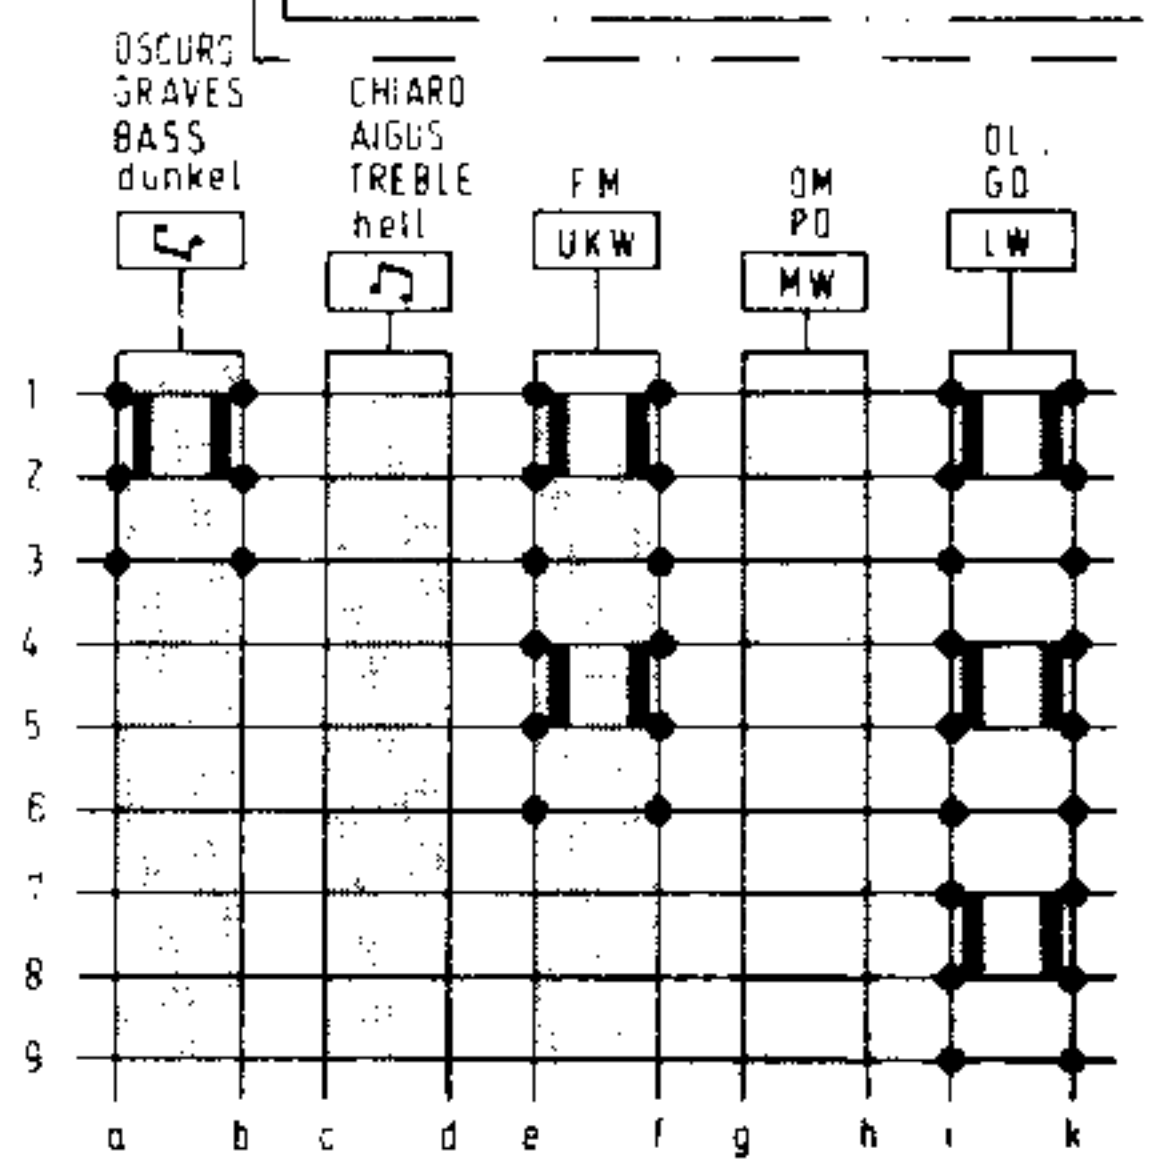 OSCURO
GRAVES
BASS
dunkel
CHIARO
AIGUS
TREBLE
hell
FM
UKW
OM
PO
MW
OL.
GO
LW
1
2
3
4
5
6
8
9
a b c d e f g h i k